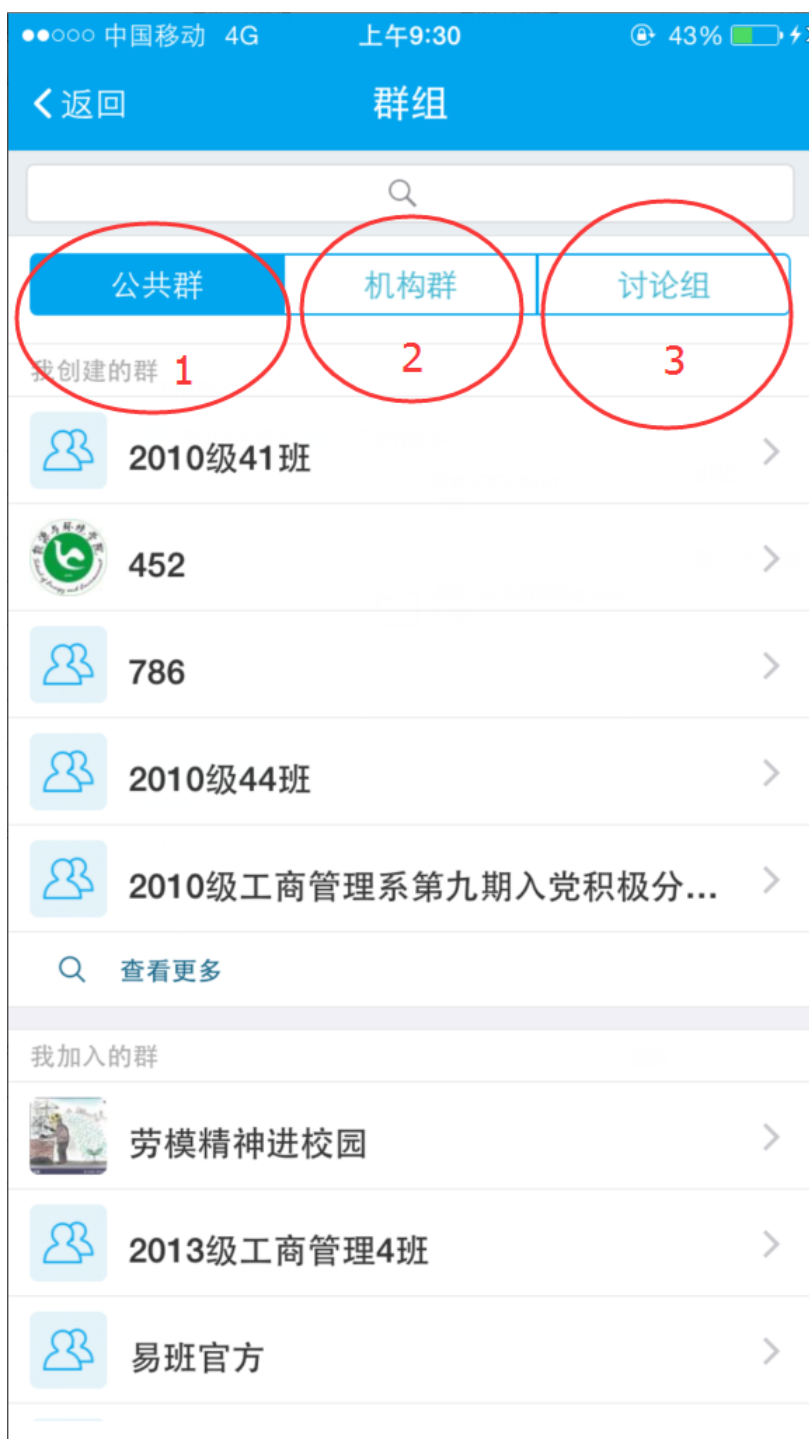 中国移动 4G 上午9:30 43%
返回 群组
公共群 机构群 讨论组
1 2 3
我创建的群
2010级41班
452
786
2010级44班
2010级工商管理系第九期入党积极分...
查看更多
我加入的群
劳模精神进校园
2013级工商管理4班
易班官方